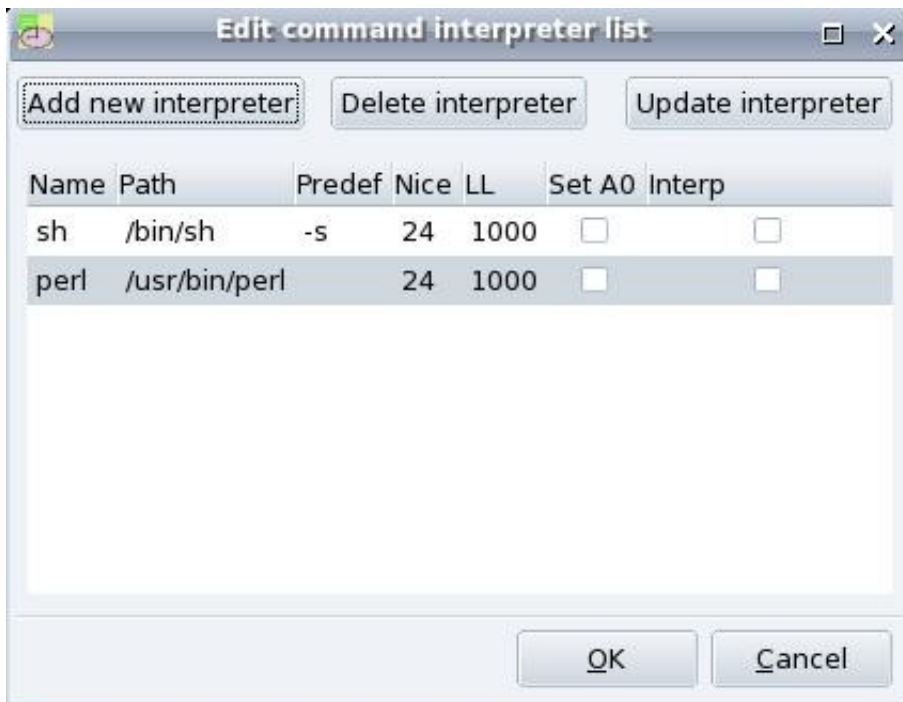 Edit command interpreter list
Add new interpreter Delete interpreter Update interpreter
Name Path Predef Nice LL Set A0 Interp
sh /bin/sh -s 24 1000
perl /usr/bin/perl 24 1000
OK Cancel